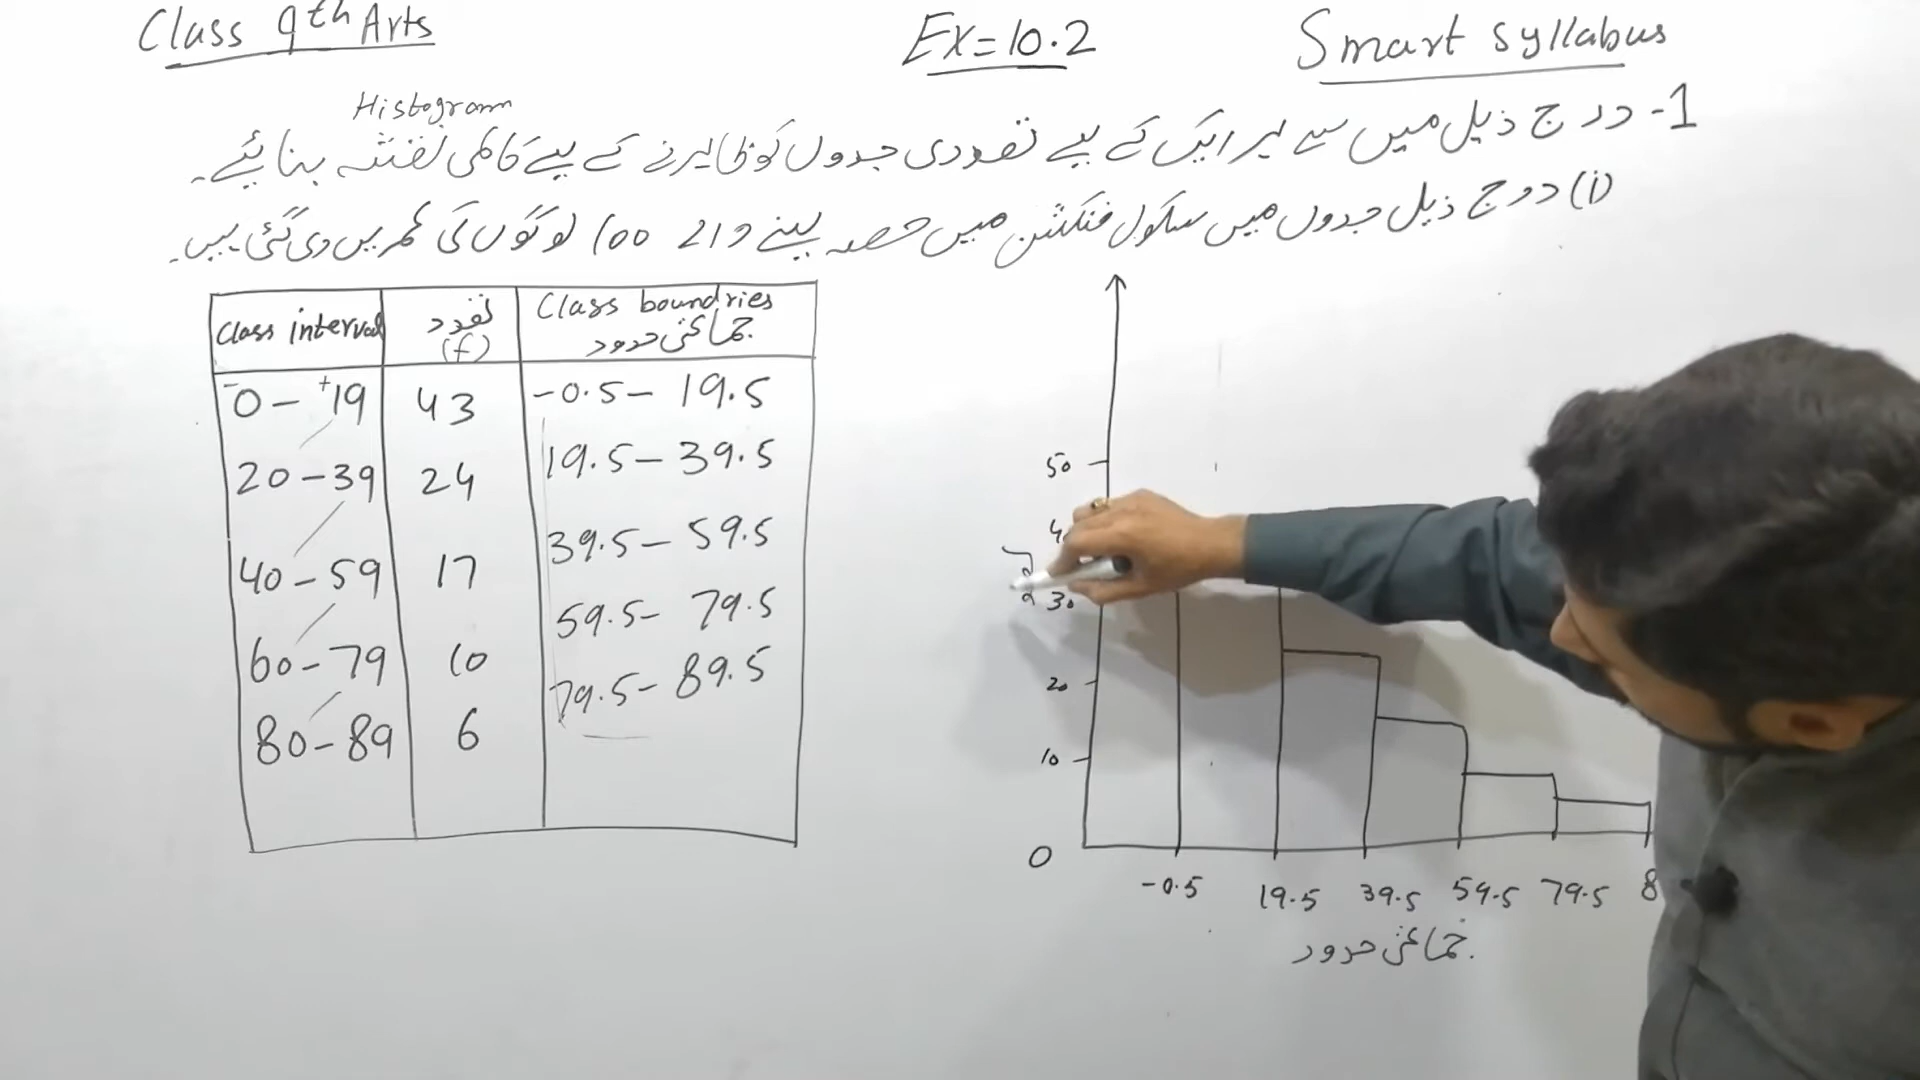 Class 9th Arts
Ex=10.2
Smart syllabus
Histogram
1- درج ذیل میں سے ہر ایک کے لیے تعددی جدول کو ظاہر کرنے کے لیے کالمی نقشہ بنائیے۔
(i) درج ذیل جدول میں سکول فنکشن میں حصہ لینے والے 100 لوگوں کی عمریں دی گئی ہیں۔
Class interval تعدد (f) Class boundries جماعتی حدود
0 - 19 43 -0.5 - 19.5
20 - 39 24 19.5 - 39.5
40 - 59 17 39.5 - 59.5
60 - 79 10 59.5 - 79.5
80 - 89 6 79.5 - 89.5
50
30
20
10
0
-0.5 19.5 39.5 59.5 79.5 8
جماعتی حدود